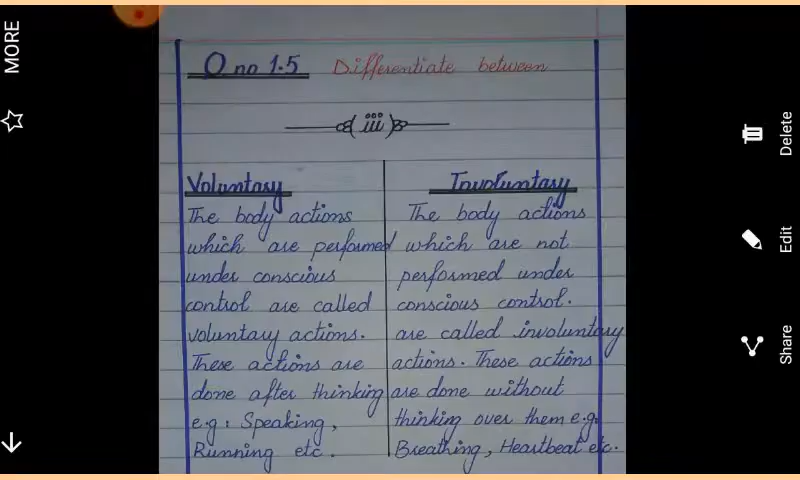 MORE
Q no 1.5 Differentiate between
(iii)
Voluntary
The body actions
which are performed
under conscious
control are called
voluntary actions.
These actions are
done after thinking
e.g: Speaking,
Running etc.
Involuntary
The body actions
which are not
performed under
conscious control.
are called involuntary
actions. These actions
are done without
thinking over them e.g.
Breathing, Heartbeat etc.
Delete
Edit
Share